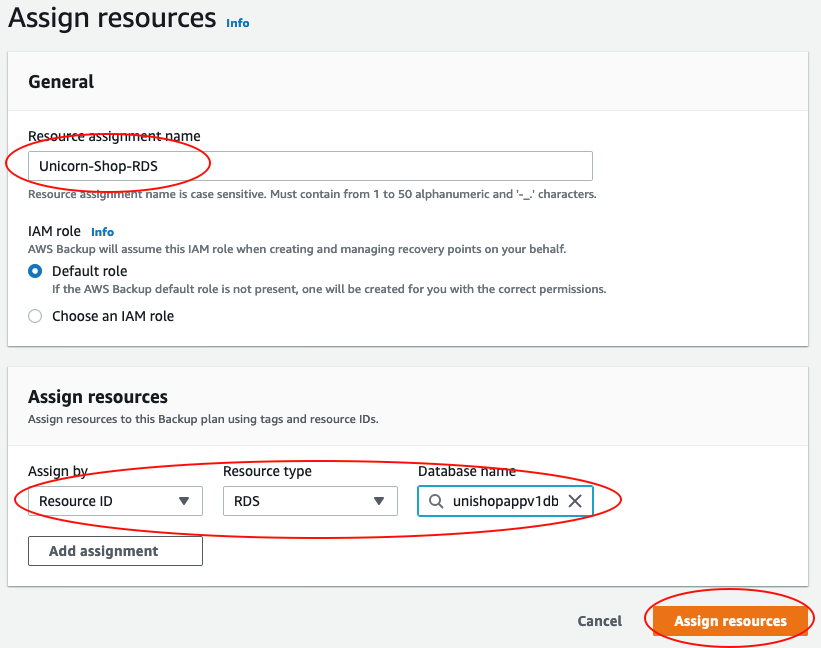 Assign resources Info
General
Resource assignment name
Unicorn-Shop-RDS
Resource assignment name is case sensitive. Must contain from 1 to 50 alphanumeric and '-_.' characters.
IAM role Info
AWS Backup will assume this IAM role when creating and managing recovery points on your behalf.
Default role
If the AWS Backup default role is not present, one will be created for you with the correct permissions.
Choose an IAM role
Assign resources
Assign resources to this Backup plan using tags and resource IDs.
Assign by Resource type Database name
Resource ID RDS unishopappv1db
Add assignment
Cancel Assign resources